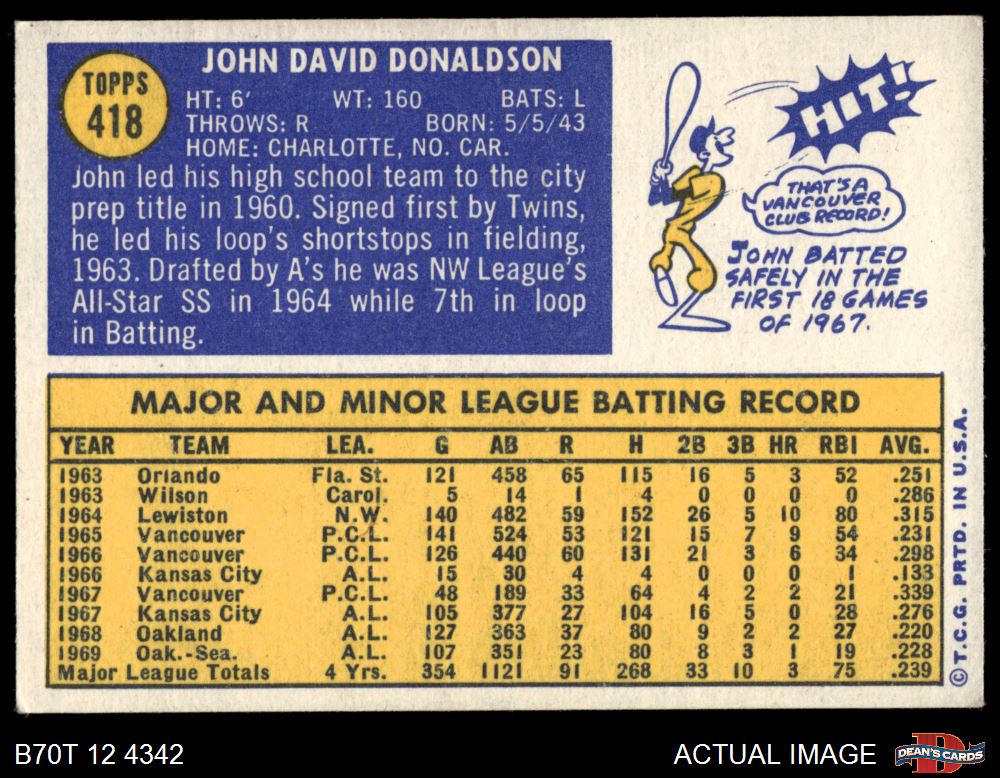 TOPPS
418
JOHN DAVID DONALDSON
HT: 6' WT: 160 BATS: L
THROWS: R BORN: 5/5/43
HOME: CHARLOTTE, NO. CAR.
John led his high school team to the city
prep title in 1960. Signed first by Twins,
he led his loop's shortstops in fielding,
1963. Drafted by A's he was NW League's
All-Star SS in 1964 while 7th in loop
in Batting.
HIT!
THAT'S A
VANCOUVER
CLUB RECORD!
JOHN BATTED
SAFELY IN THE
FIRST 18 GAMES
OF 1967.
MAJOR AND MINOR LEAGUE BATTING RECORD
YEAR TEAM LEA. G AB R H 2B 3B HR RBI AVG.
1963 Orlando Fla. St. 121 458 65 115 16 5 3 52 .251
1963 Wilson Carol. 5 14 1 4 0 0 0 0 .286
1964 Lewiston N.W. 140 482 59 152 26 5 10 80 .315
1965 Vancouver P.C.L. 141 524 53 121 15 7 9 54 .231
1966 Vancouver P.C.L. 126 440 60 131 21 3 6 34 .298
1966 Kansas City A.L. 15 30 4 4 0 0 0 1 .133
1967 Vancouver P.C.L. 48 189 33 64 4 2 2 21 .339
1967 Kansas City A.L. 105 377 27 104 16 5 0 28 .276
1968 Oakland A.L. 127 363 37 80 9 2 2 27 .220
1969 Oak.-Sea. A.L. 107 351 23 80 8 3 1 19 .228
Major League Totals 4 Yrs. 354 1121 91 268 33 10 3 75 .239
© T.C.G. PRTD. IN U.S.A.
B70T 12 4342
ACTUAL IMAGE
DEAN'S CARDS